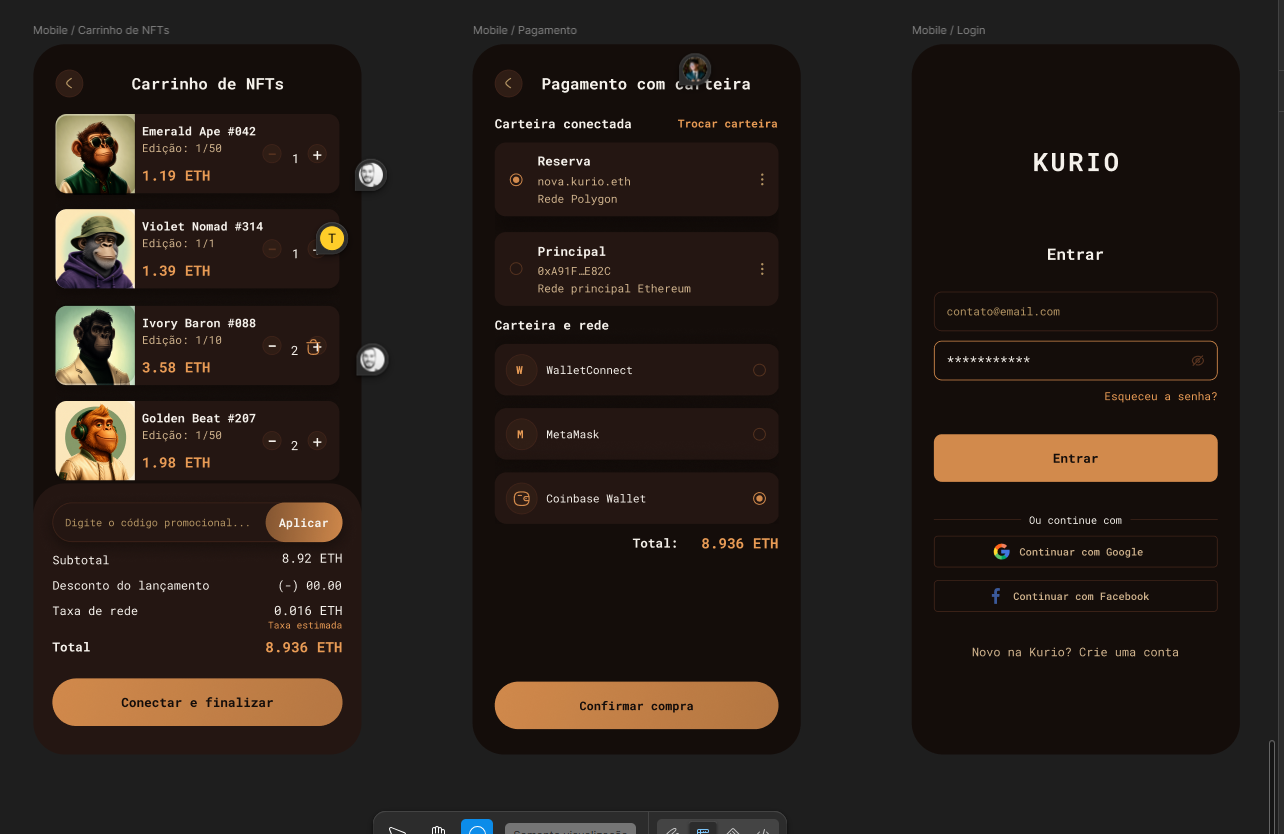 Mobile / Carrinho de NFTs
Carrinho de NFTs
Emerald Ape #042
Edição: 1/50
1
1.19 ETH
Violet Nomad #314
Edição: 1/1
1
T
1.39 ETH
Ivory Baron #088
Edição: 1/10
2
3.58 ETH
Golden Beat #207
Edição: 1/50
2
1.98 ETH
Digite o código promocional...
Aplicar
Subtotal 8.92 ETH
Desconto do lançamento (-) 00.00
Taxa de rede 0.016 ETH
Taxa estimada
Total 8.936 ETH
Conectar e finalizar
Mobile / Pagamento
Pagamento com carteira
Carteira conectada Trocar carteira
Reserva
nova.kurio.eth
Rede Polygon
Principal
0xA91F…E82C
Rede principal Ethereum
Carteira e rede
W WalletConnect
M MetaMask
Coinbase Wallet
Total: 8.936 ETH
Confirmar compra
Mobile / Login
KURIO
Entrar
contato@email.com
***********
Esqueceu a senha?
Entrar
Ou continue com
Continuar com Google
Continuar com Facebook
Novo na Kurio? Crie uma conta